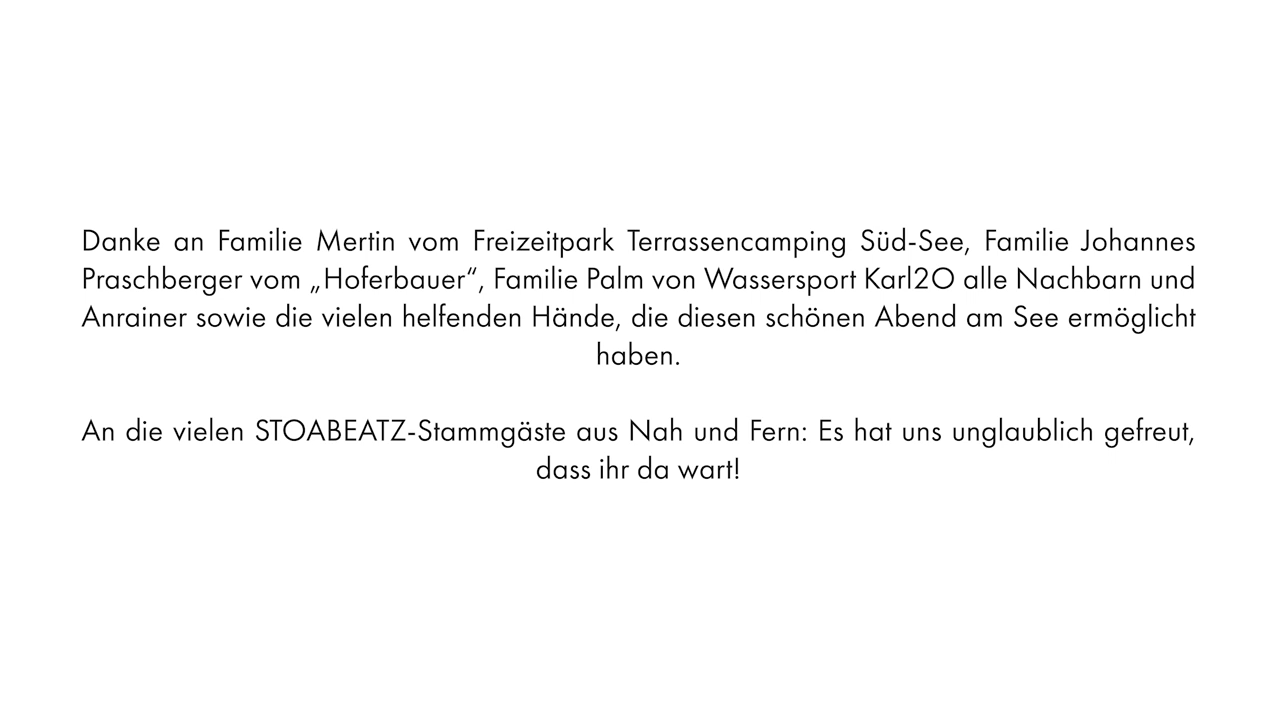 Danke an Familie Mertin vom Freizeitpark Terrassencamping Süd-See, Familie Johannes
Praschberger vom „Hoferbauer“, Familie Palm von Wassersport Karl2O alle Nachbarn und
Anrainer sowie die vielen helfenden Hände, die diesen schönen Abend am See ermöglicht
haben.
An die vielen STOABEATZ-Stammgäste aus Nah und Fern: Es hat uns unglaublich gefreut,
dass ihr da wart!